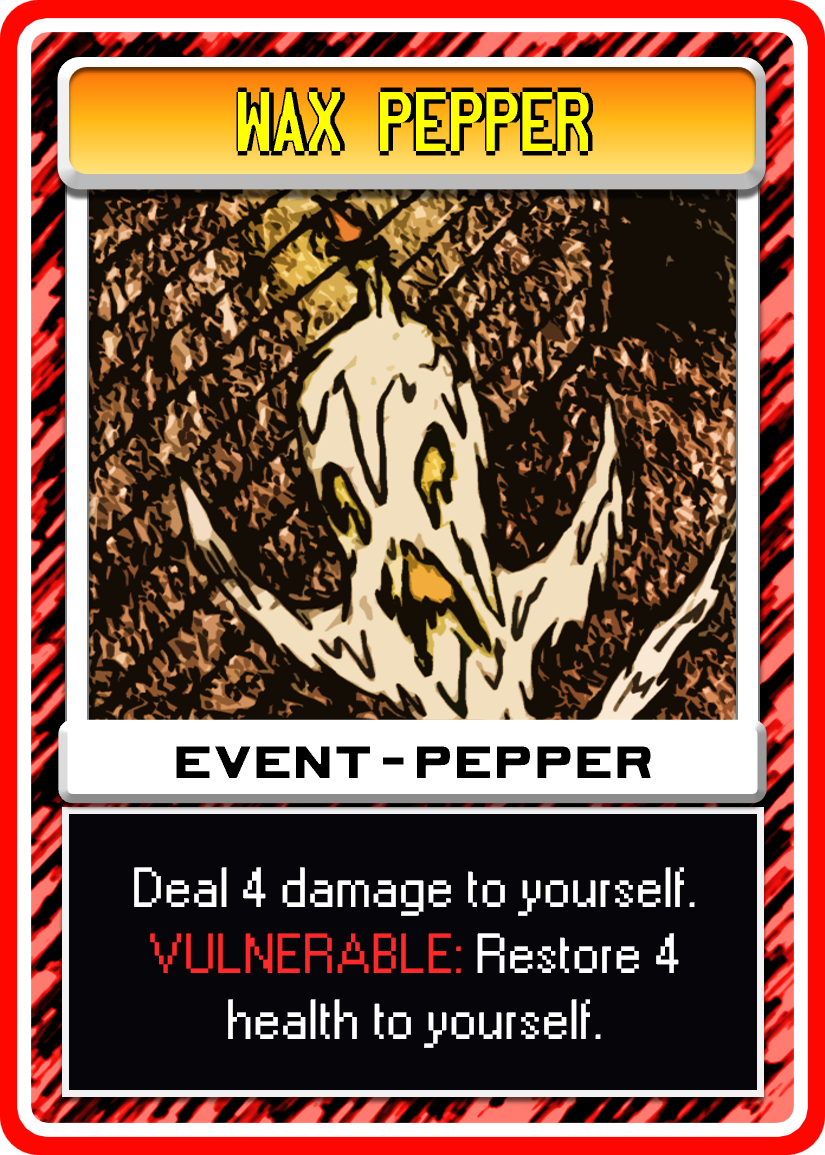 WAX PEPPER
EVENT-PEPPER
Deal 4 damage to yourself.
VULNERABLE: Restore 4
health to yourself.